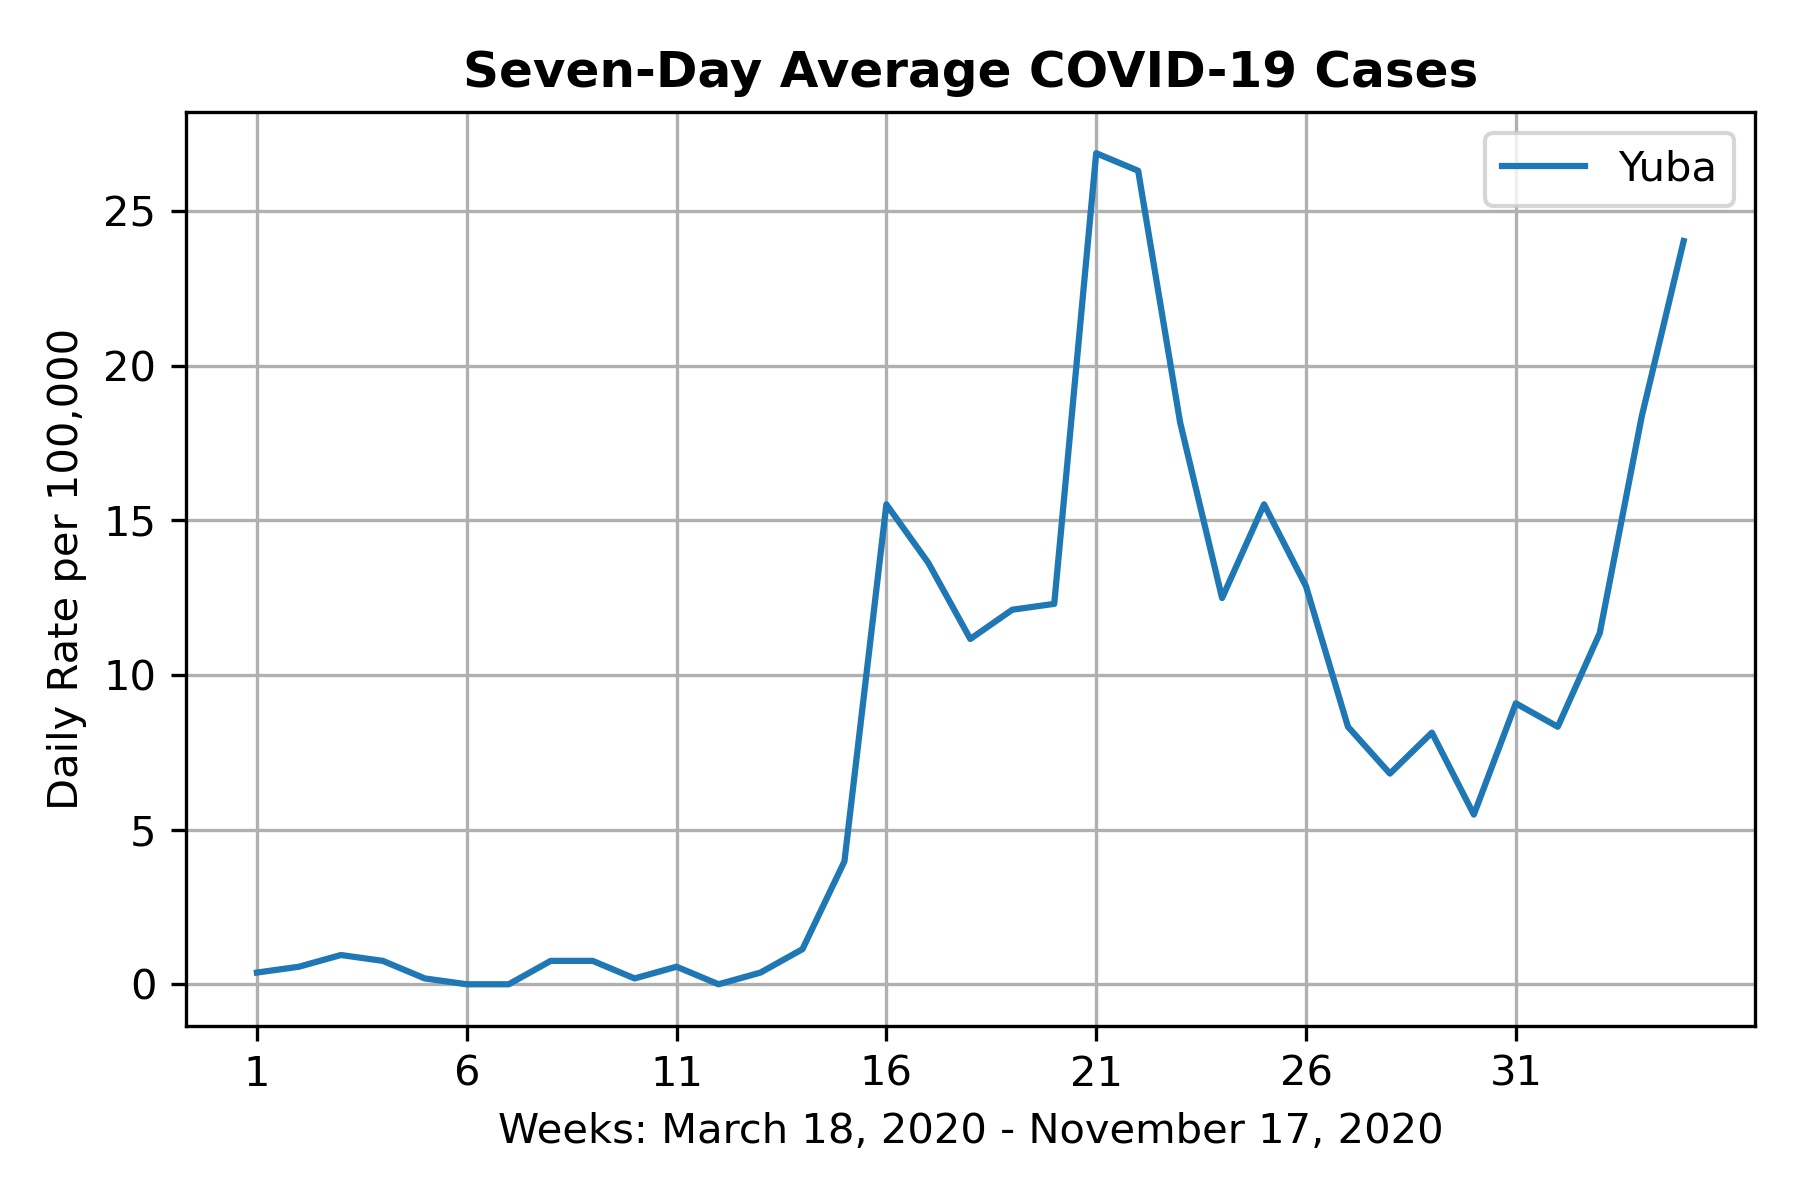 Seven-Day Average COVID-19 Cases
Yuba
Daily Rate per 100,000
25
20
15
10
5
0
1 6 11 16 21 26 31
Weeks: March 18, 2020 - November 17, 2020